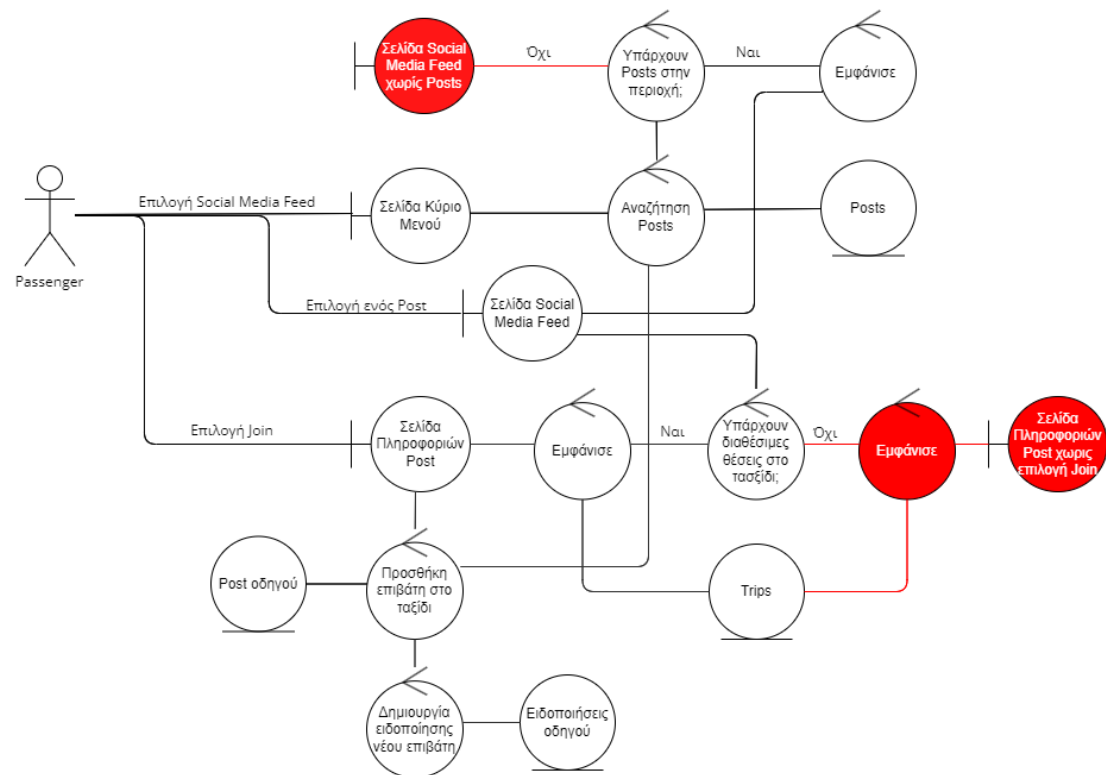 Σελίδα Social
Media Feed
χωρίς Posts
Όχι
Υπάρχουν
Posts στην
περιοχή;
Ναι
Εμφάνισε
Passenger
Επιλογή Social Media Feed
Σελίδα Κύριο
Μενού
Αναζήτηση
Posts
Posts
Επιλογή ενός Post
Σελίδα Social
Media Feed
Επιλογή Join
Σελίδα
Πληροφοριών
Post
Εμφάνισε
Ναι
Υπάρχουν
διαθέσιμες
θέσεις στο
τασξίδι;
Όχι
Εμφάνισε
Σελίδα
Πληροφοριών
Post χωρις
επιλογή Join
Post οδηγού
Προσθήκη
επιβάτη στο
ταξίδι
Trips
Δημιουργία
ειδοποίησης
νέου επιβάτη
Ειδοποιήσεις
οδηγού